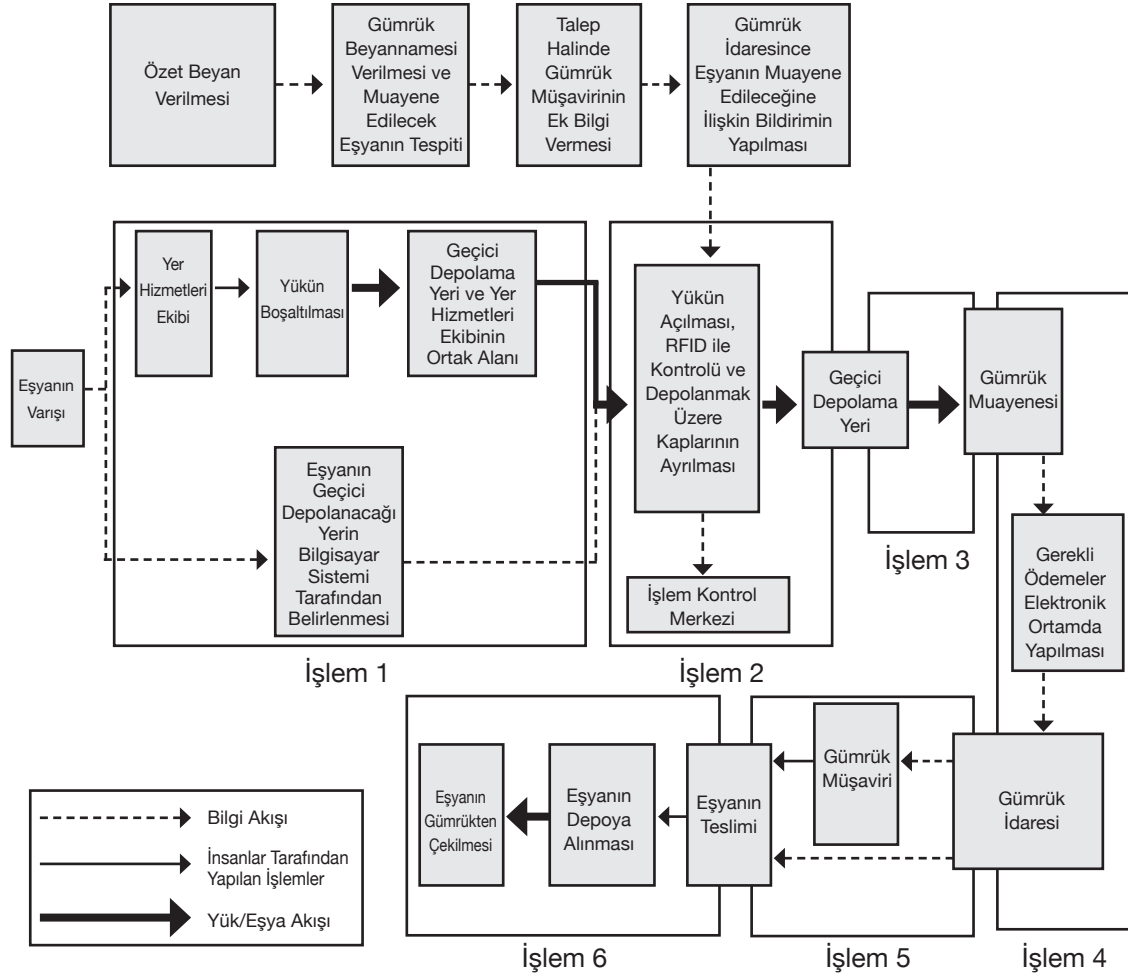 Özet Beyan
Verilmesi
Gümrük
Beyannamesi
Verilmesi ve
Muayene
Edilecek
Eşyanın Tespiti
Talep
Halinde
Gümrük
Müşavirinin
Ek Bilgi
Vermesi
Gümrük
İdaresince
Eşyanın Muayene
Edileceğine
İlişkin Bildirimin
Yapılması
Eşyanın
Varışı
Yer
Hizmetleri
Ekibi
Yükün
Boşaltılması
Geçici
Depolama
Yeri ve Yer
Hizmetleri
Ekibinin
Ortak Alanı
Eşyanın
Geçici
Depolanacağı
Yerin
Bilgisayar
Sistemi
Tarafından
Belirlenmesi
İşlem 1
Yükün
Açılması,
RFID ile
Kontrolü ve
Depolanmak
Üzere
Kaplarının
Ayrılması
İşlem Kontrol
Merkezi
İşlem 2
Geçici
Depolama
Yeri
İşlem 3
Gümrük
Muayenesi
Gerekli
Ödemeler
Elektronik
Ortamda
Yapılması
Gümrük
İdaresi
İşlem 4
Gümrük
Müşaviri
İşlem 5
Eşyanın
Teslimi
Eşyanın
Depoya
Alınması
Eşyanın
Gümrükten
Çekilmesi
İşlem 6
Bilgi Akışı
İnsanlar Tarafından
Yapılan İşlemler
Yük/Eşya Akışı